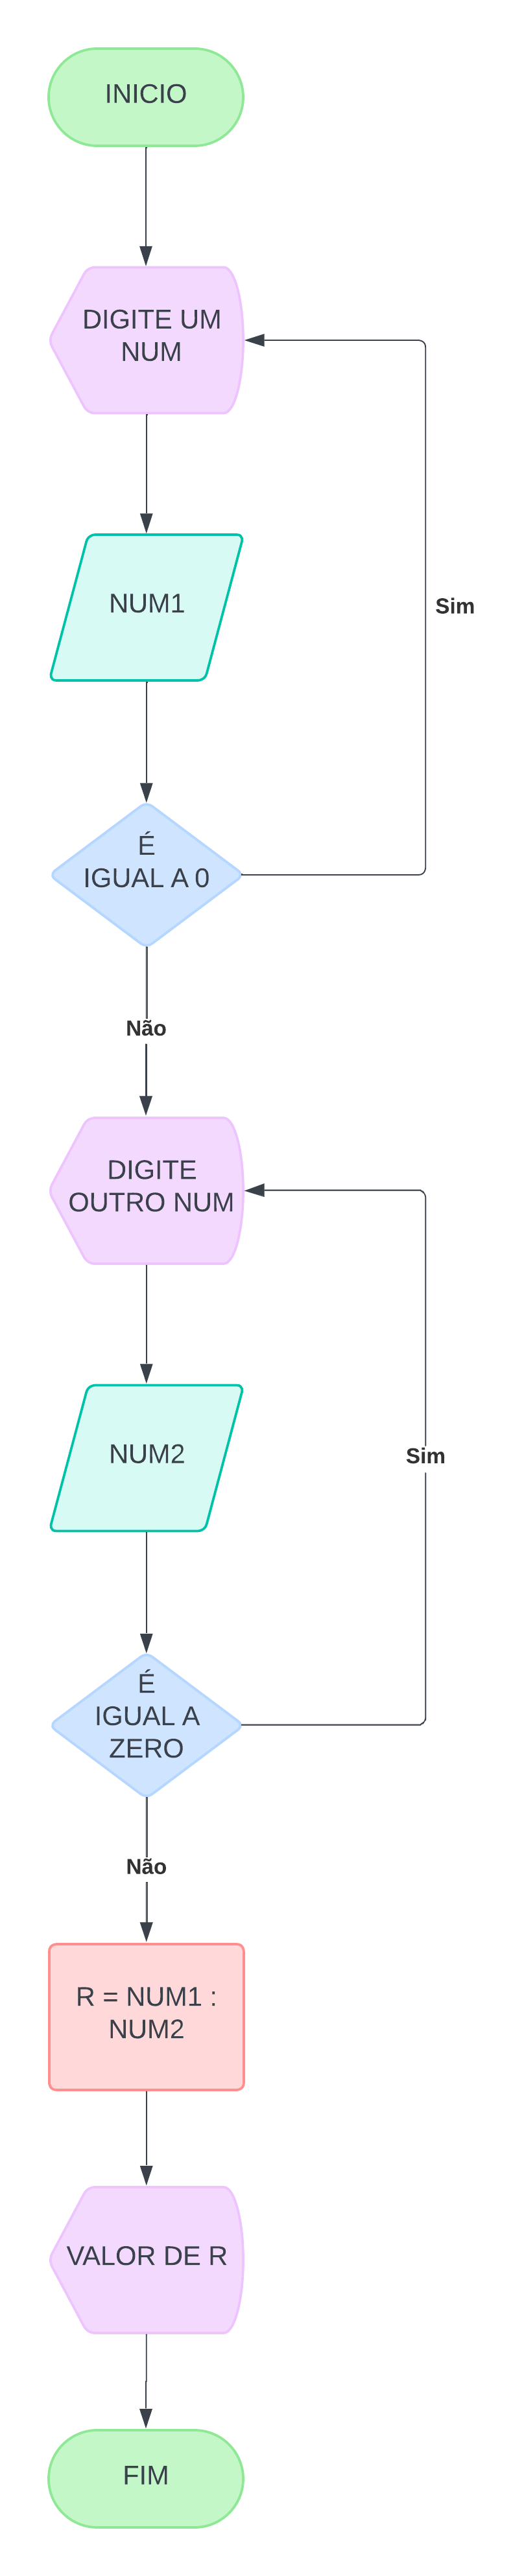 INICIO
DIGITE UM
NUM
NUM1
Sim
É
IGUAL A 0
Não
DIGITE
OUTRO NUM
NUM2
Sim
É
IGUAL A
ZERO
Não
R = NUM1 :
NUM2
VALOR DE R
FIM